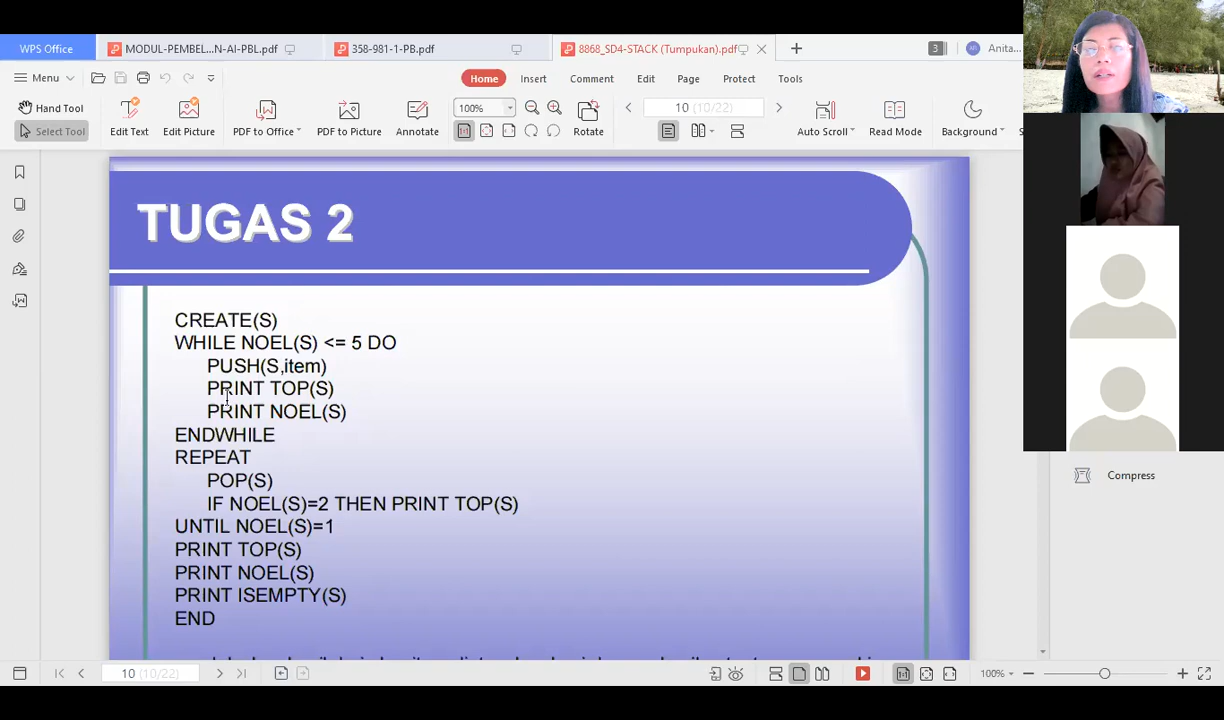 WPS Office
MODUL-PEMBEL...N-AI-PBL.pdf
358-981-1-PB.pdf
8868_SD4-STACK (Tumpukan).pdf
3
Anita...
Menu
Home
Insert
Comment
Edit
Page
Protect
Tools
Hand Tool
Select Tool
Edit Text
Edit Picture
PDF to Office
PDF to Picture
Annotate
100%
Rotate
10 (10/22)
Auto Scroll
Read Mode
Background
TUGAS 2
CREATE(S)
WHILE NOEL(S) <= 5 DO
PUSH(S,item)
PRINT TOP(S)
PRINT NOEL(S)
ENDWHILE
REPEAT
POP(S)
IF NOEL(S)=2 THEN PRINT TOP(S)
UNTIL NOEL(S)=1
PRINT TOP(S)
PRINT NOEL(S)
PRINT ISEMPTY(S)
END
Compress
10 (10/22)
100%